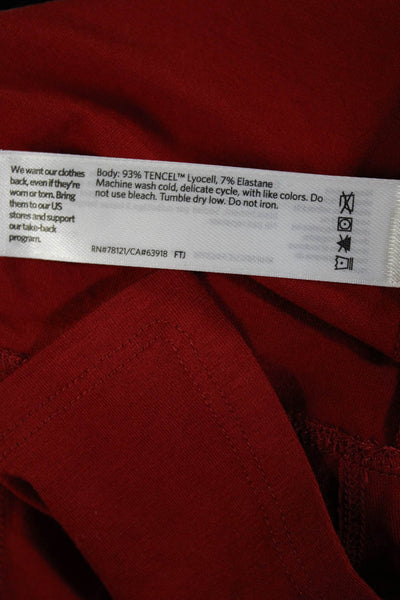 We want our clothes
back, even if they're
worn or torn. Bring
them to our US
stores and support
our take-back
program.
Body: 93% TENCEL™ Lyocell, 7% Elastane
Machine wash cold, delicate cycle, with like colors. Do
not use bleach. Tumble dry low. Do not iron.
RN#78121/CA#63918 FTJ